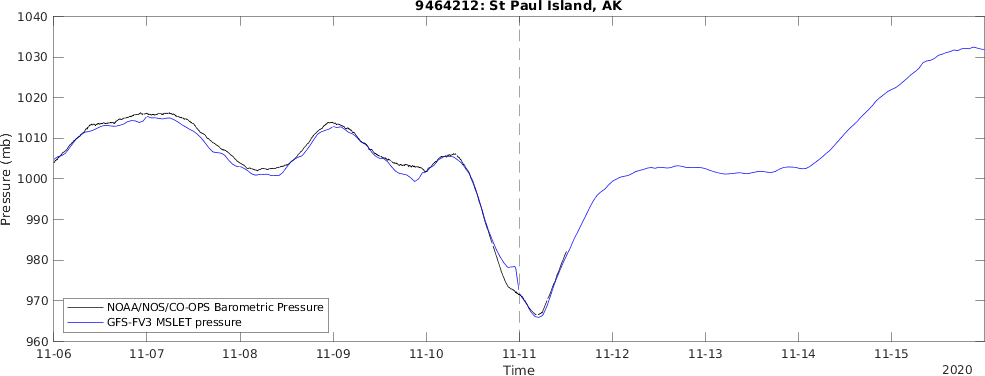 9464212: St Paul Island, AK
1040
1030
1020
1010
1000
990
980
970
960
Pressure (mb)
NOAA/NOS/CO-OPS Barometric Pressure
GFS-FV3 MSLET pressure
11-06 11-07 11-08 11-09 11-10 11-11 11-12 11-13 11-14 11-15
Time
2020